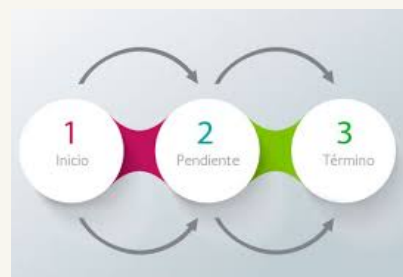 1
Inicio
2
Pendiente
3
Término